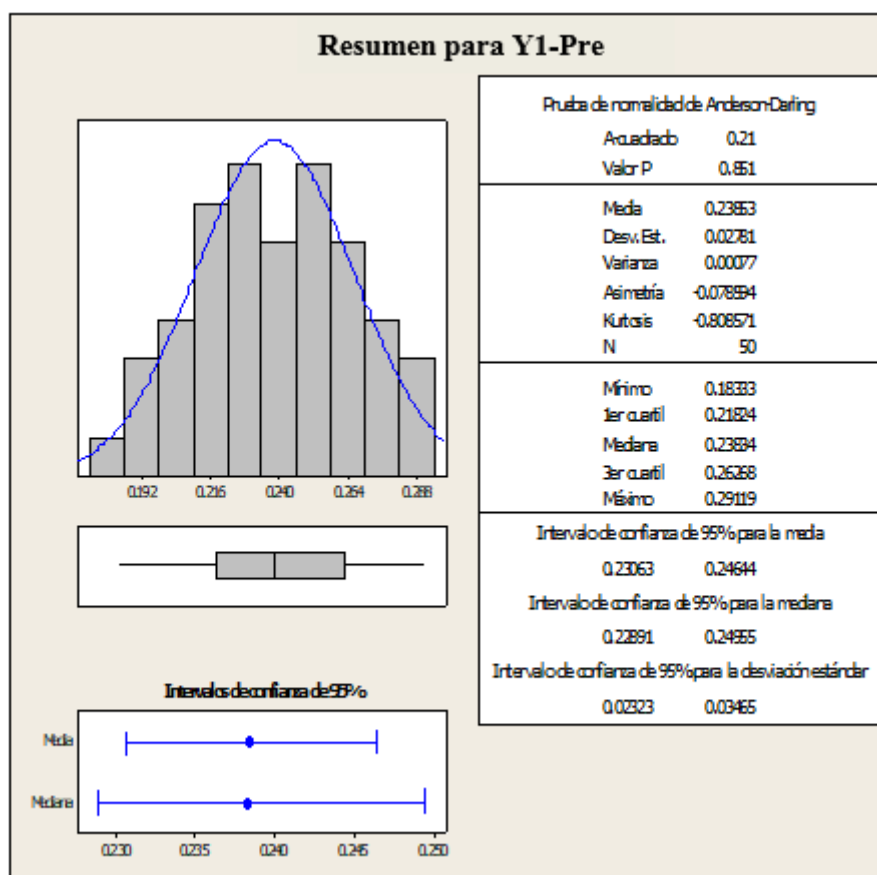 Resumen para Y1-Pre
Prueba de normalidad de Anderson-Darling
A-cuadrado 0.21
Valor P 0.851
Media 0.23853
Desv. Est. 0.02781
Varianza 0.00077
Asimetría -0.078594
Kurtosis -0.808571
N 50
Mínimo 0.18333
1er cuartil 0.21824
Mediana 0.23834
3er cuartil 0.26268
Máximo 0.29119
Intervalo de confianza de 95% para la media
0.23063 0.24644
Intervalo de confianza de 95% para la mediana
0.22891 0.24955
Intervalo de confianza de 95% para la desviación estándar
0.02323 0.03465
0.192 0.216 0.240 0.264 0.288
Intervalos de confianza de 95%
Media
Mediana
0.230 0.235 0.240 0.245 0.250